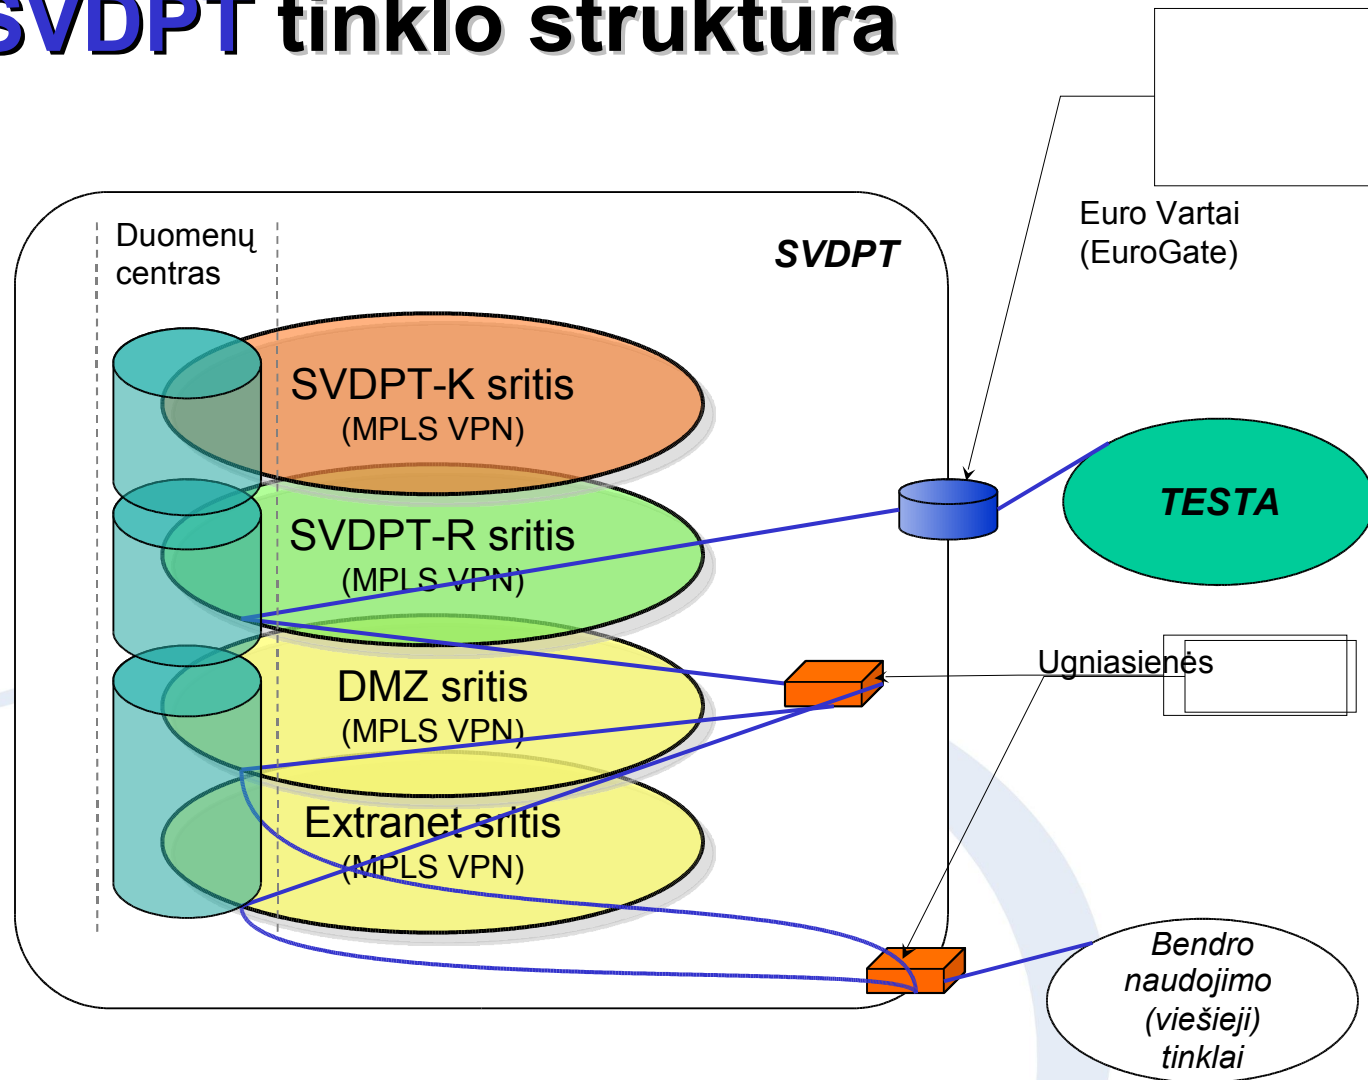 SVDPT tinklo struktūra
Duomenų
centras
SVDPT
Euro Vartai
(EuroGate)
SVDPT-K sritis
(MPLS VPN)
TESTA
SVDPT-R sritis
(MPLS VPN)
Ugniasienės
DMZ sritis
(MPLS VPN)
Extranet sritis
(MPLS VPN)
Bendro
naudojimo
(viešieji)
tinklai